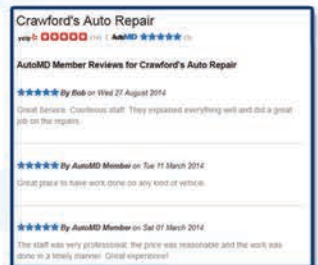 Crawford's Auto Repair
yelp (14) | AutoMD (3)
AutoMD Member Reviews for Crawford's Auto Repair
By Bob on Wed 27 August 2014
Great Service. Courteous staff. They explained everything well and did a great
job on the repairs.
By AutoMD Member on Tue 11 March 2014
Great place to have work done on any kind of vehicle.
By AutoMD Member on Sat 01 March 2014
The staff was very professional, the price was reasonable and the work was
done in a timely manner. Great experience!